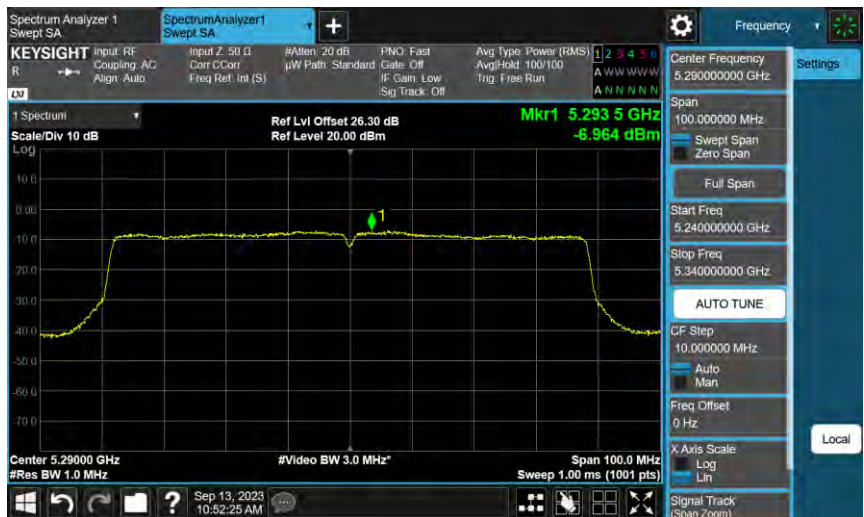 Spectrum Analyzer 1
Swept SA
SpectrumAnalyzer1
Swept SA
Frequency
KEYSIGHT
R
LXI
Input: RF
Coupling: AC
Align: Auto
Input Z: 50 Ω
Corr CCorr
Freq Ref: Int (S)
#Atten: 20 dB
µW Path: Standard
PNO: Fast
Gate: Off
IF Gain: Low
Sig Track: Off
Avg Type: Power (RMS)
Avg|Hold: 100/100
Trig: Free Run
1 2 3 4 5 6
A W W W W W
A N N N N N
1 Spectrum
Scale/Div 10 dB
Log
Ref Lvl Offset 26.30 dB
Ref Level 20.00 dBm
Mkr1 5.293 5 GHz
-6.964 dBm
10.0
0.00
-10.0
-20.0
-30.0
-40.0
-50.0
-60.0
-70.0
1
Center 5.29000 GHz
#Res BW 1.0 MHz
#Video BW 3.0 MHz*
Span 100.0 MHz
Sweep 1.00 ms (1001 pts)
?
Sep 13, 2023
10:52:25 AM
Center Frequency
5.290000000 GHz
Span
100.000000 MHz
Swept Span
Zero Span
Full Span
Start Freq
5.240000000 GHz
Stop Freq
5.340000000 GHz
AUTO TUNE
CF Step
10.000000 MHz
Auto
Man
Freq Offset
0 Hz
X Axis Scale
Log
Lin
Signal Track
(Span Zoom)
Settings
Local